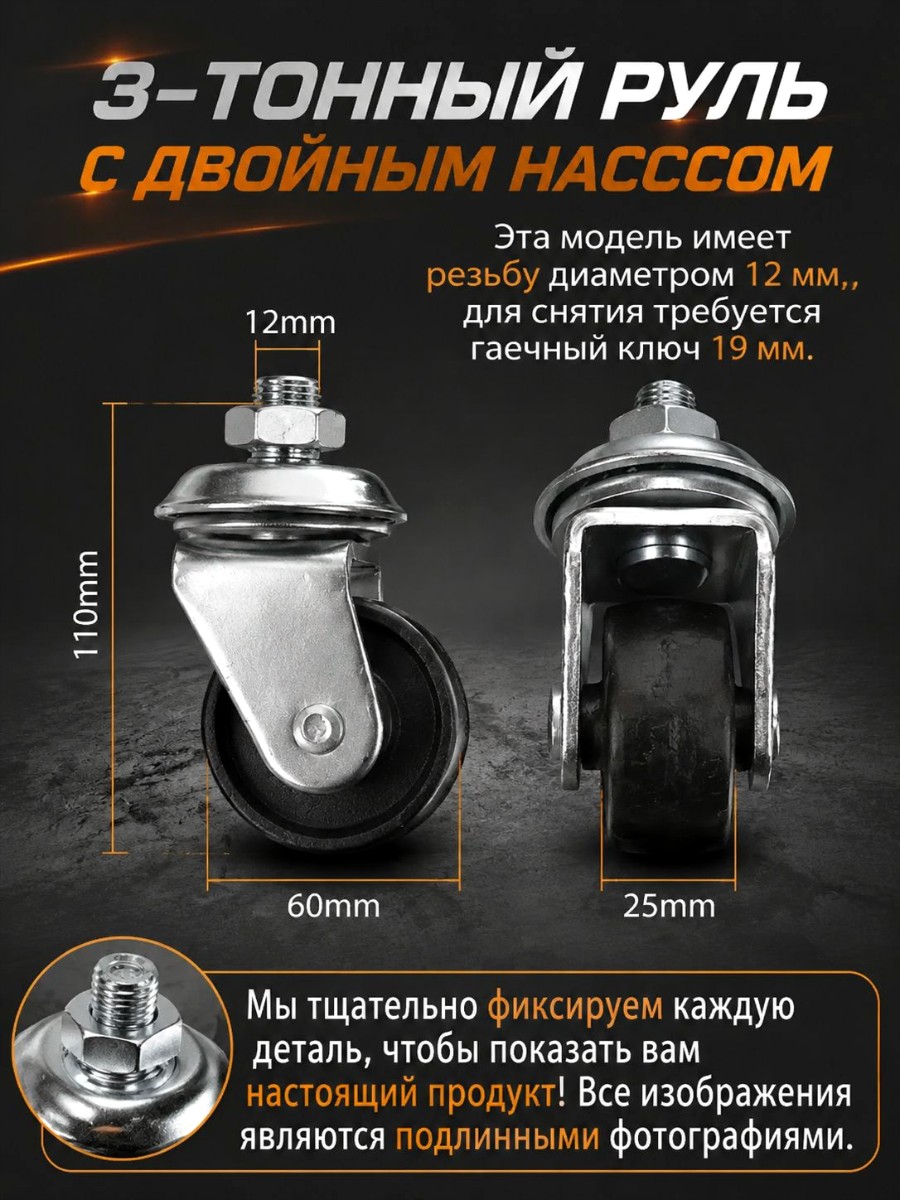 3-ТОННЫЙ РУЛЬ
С ДВОЙНЫМ НАСССОМ
Эта модель имеет
резьбу диаметром 12 мм,,
для снятия требуется
гаечный ключ 19 мм.
12mm
110mm
60mm
25mm
Мы тщательно фиксируем каждую
деталь, чтобы показать вам
настоящий продукт! Все изображения
являются подлинными фотографиями.